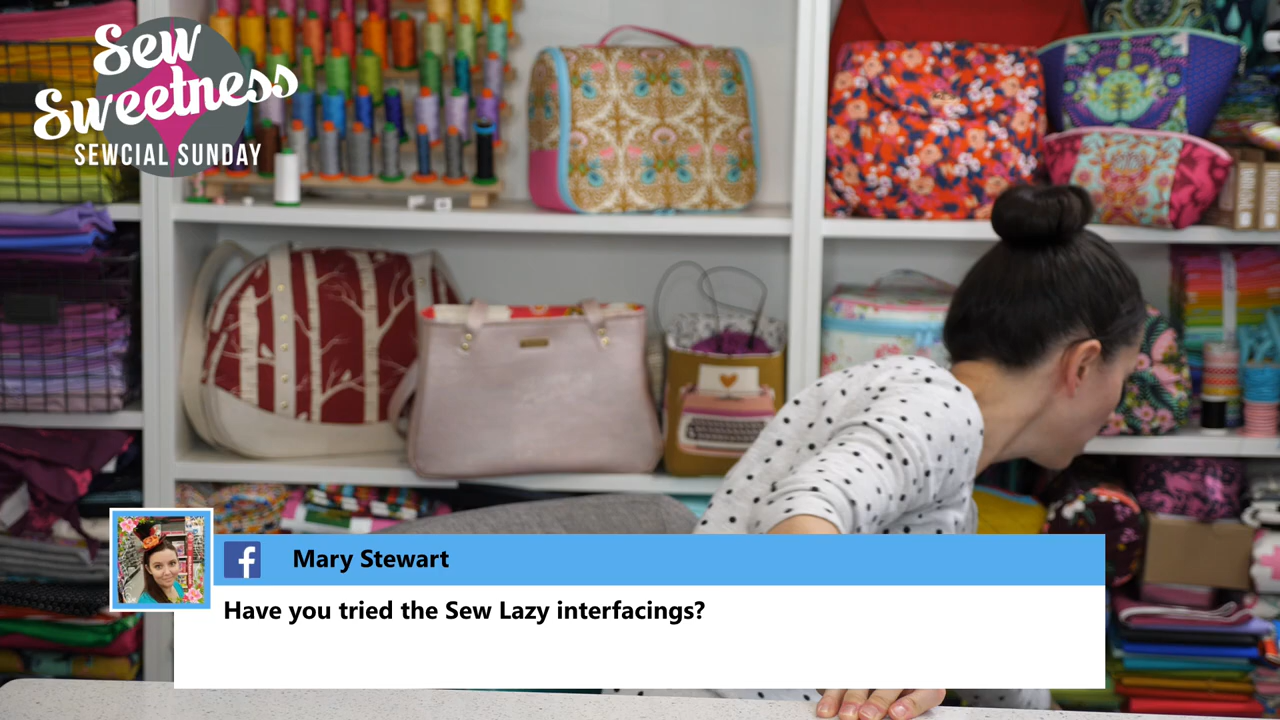 Sew
Sweetness
SEWCIAL SUNDAY
Mary Stewart
Have you tried the Sew Lazy interfacings?